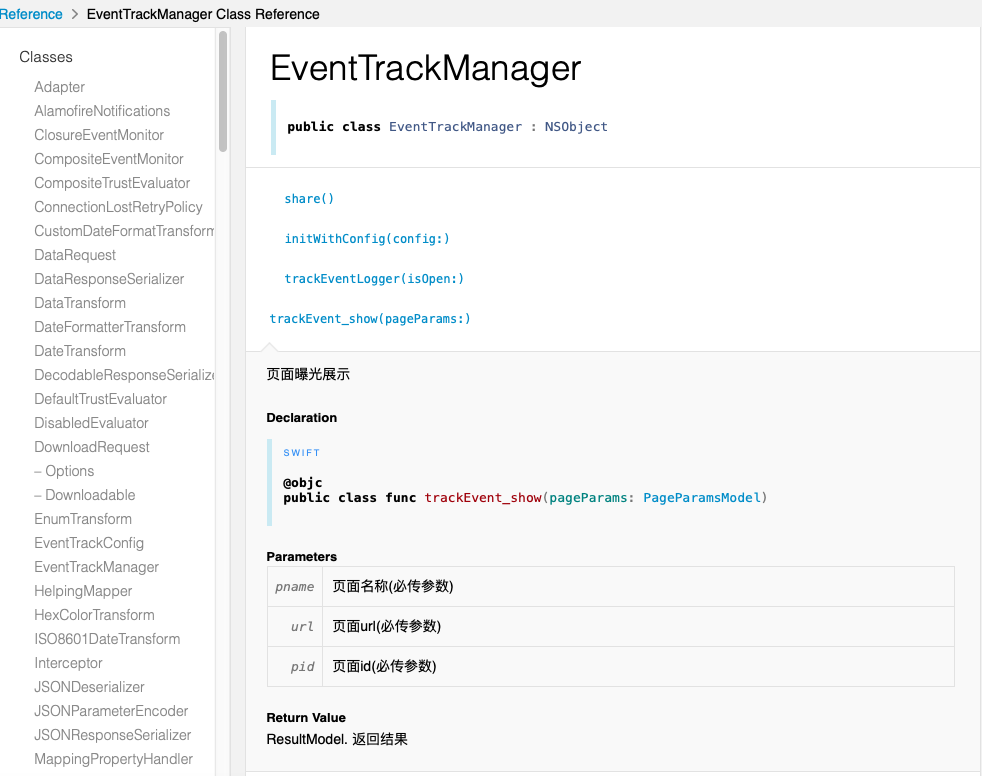 Reference > EventTrackManager Class Reference
Classes
Adapter
AlamofireNotifications
ClosureEventMonitor
CompositeEventMonitor
CompositeTrustEvaluator
ConnectionLostRetryPolicy
CustomDateFormatTransform
DataRequest
DataResponseSerializer
DataTransform
DateFormatterTransform
DateTransform
DecodableResponseSerialize
DefaultTrustEvaluator
DisabledEvaluator
DownloadRequest
– Options
– Downloadable
EnumTransform
EventTrackConfig
EventTrackManager
HelpingMapper
HexColorTransform
ISO8601DateTransform
Interceptor
JSONDeserializer
JSONParameterEncoder
JSONResponseSerializer
MappingPropertyHandler
EventTrackManager
public class EventTrackManager : NSObject
share()
initWithConfig(config:)
trackEventLogger(isOpen:)
trackEvent_show(pageParams:)
页面曝光展示
Declaration
SWIFT
@objc
public class func trackEvent_show(pageParams: PageParamsModel)
Parameters
pname 页面名称(必传参数)
url 页面url(必传参数)
pid 页面id(必传参数)
Return Value
ResultModel. 返回结果